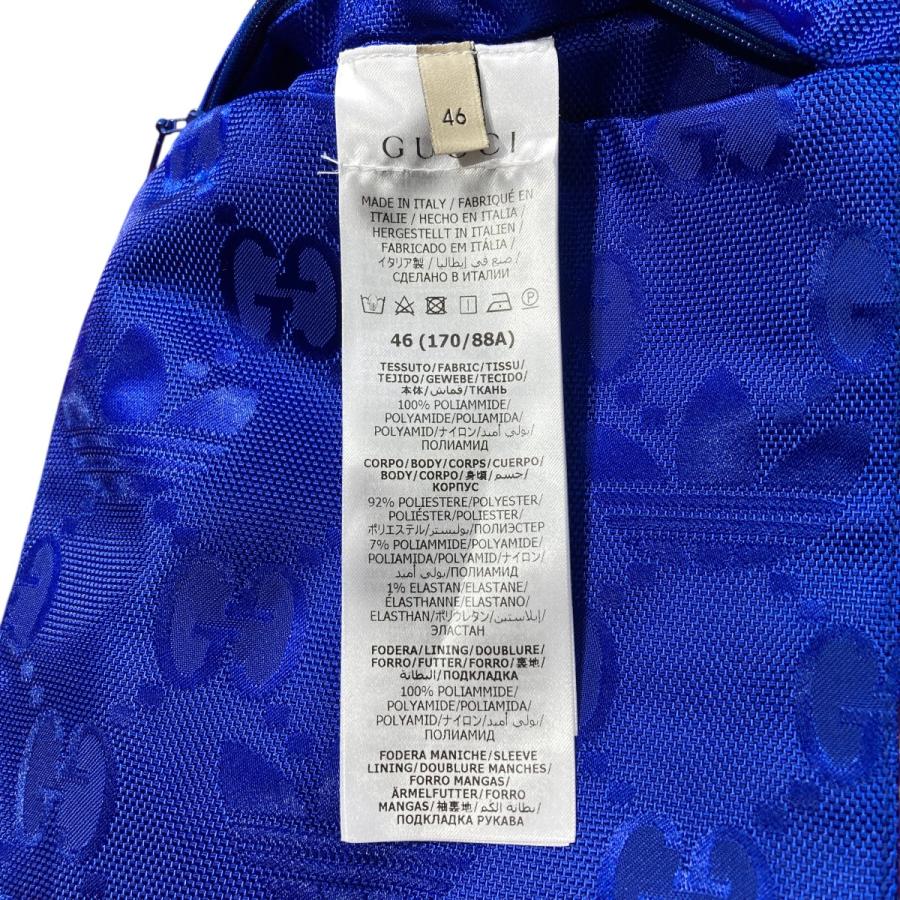 46
GUCCI
MADE IN ITALY / FABRIQUÉ EN
ITALIE / HECHO EN ITALIA /
HERGESTELLT IN ITALIEN /
FABRICADO EM ITÁLIA /
イタリア製 / صنع في إيطاليا /
СДЕЛАНО В ИТАЛИИ
46 (170/88A)
TESSUTO/FABRIC/TISSU/
TEJIDO/GEWEBE/TECIDO/
本体/قماش/ТКАНЬ
100% POLIAMMIDE/
POLYAMIDE/POLIAMIDA/
POLYAMID/ナイロン/بولي أميد/
ПОЛИАМИД
CORPO/BODY/CORPS/CUERPO/
BODY/CORPO/身頃/جسم/
КОРПУС
92% POLIESTERE/POLYESTER/
POLIÉSTER/POLYESTER/
ポリエステル/بوليستر/ПОЛИЭСТЕР
7% POLIAMMIDE/POLYAMIDE/
POLIAMIDA/POLYAMID/ナイロン/
بولي أميد/ПОЛИАМИД
1% ELASTAN/ELASTANE/
ÉLASTHANNE/ELASTANO/
ELASTHAN/ポリウレタン/إيلاستين/
ЭЛАСТАН
FODERA/LINING/DOUBLURE/
FORRO/FUTTER/FORRO/裏地/
البطانة/ПОДКЛАДКА
100% POLIAMMIDE/
POLYAMIDE/POLIAMIDA/
POLYAMID/ナイロン/بولي أميد/
ПОЛИАМИД
FODERA MANICHE/SLEEVE
LINING/DOUBLURE MANCHES/
FORRO MANGAS/
ÄRMELFUTTER/FORRO
MANGAS/袖裏地/بطانة الكم/
ПОДКЛАДКА РУКАВА